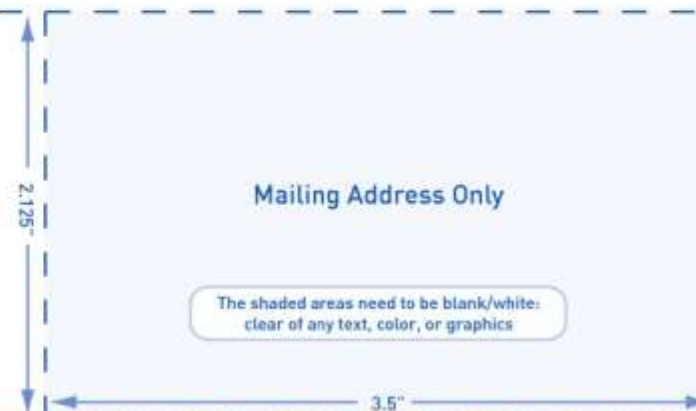 Mailing Address Only
2.125"
The shaded areas need to be blank/white:
clear of any text, color, or graphics
3.5"